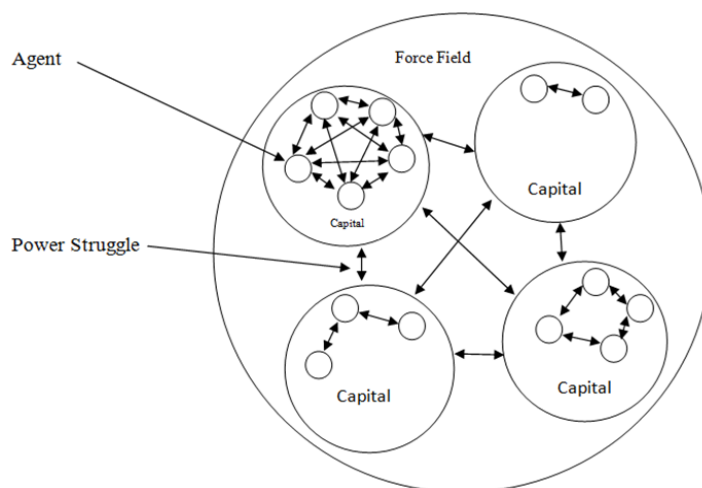 Force Field
Agent
Capital
Capital
Power Struggle
Capital
Capital